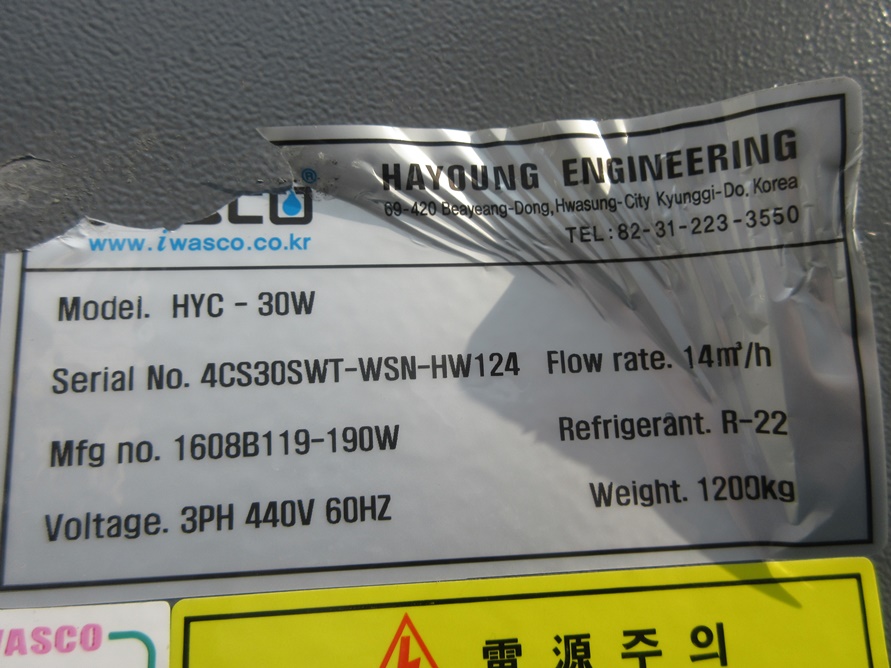 HAYOUNG ENGINEERING
69-420 Beayeang-Dong, Hwasung-City Kyunggi-Do. Korea
TEL:82-31-223-3550
www.iwasco.co.kr
Model. HYC - 30W
Serial No. 4CS30SWT-WSN-HW124 Flow rate. 14㎥/h
Mfg no. 1608B119-190W Refrigerant. R-22
Voltage. 3PH 440V 60HZ Weight. 1200kg
WASCO
電源주의